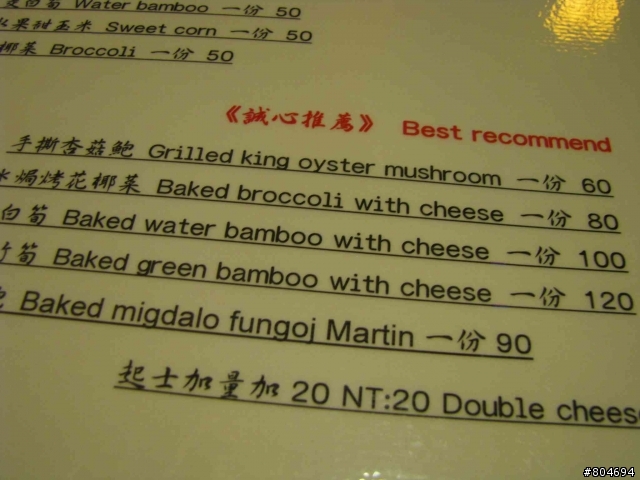 茭白筍 Water bamboo 一份 50
水果甜玉米 Sweet corn 一份 50
椰菜 Broccoli 一份 50
《誠心推薦》 Best recommend
手撕杏菇鮑 Grilled king oyster mushroom 一份 60
焗烤花椰菜 Baked broccoli with cheese 一份 80
白筍 Baked water bamboo with cheese 一份 100
筍 Baked green bamboo with cheese 一份 120
Baked migdalo fungoj Martin 一份 90
起士加量加 20 NT:20 Double chees
#804694